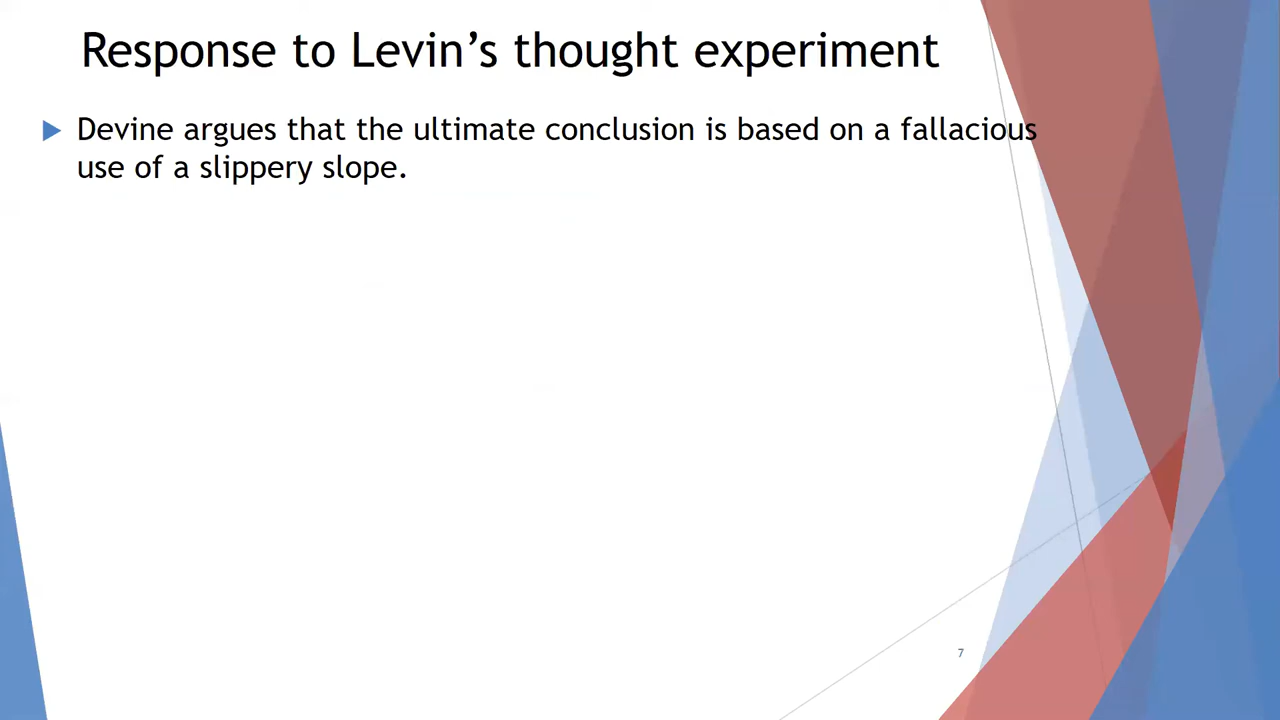 Response to Levin’s thought experiment
Devine argues that the ultimate conclusion is based on a fallacious
use of a slippery slope.
7